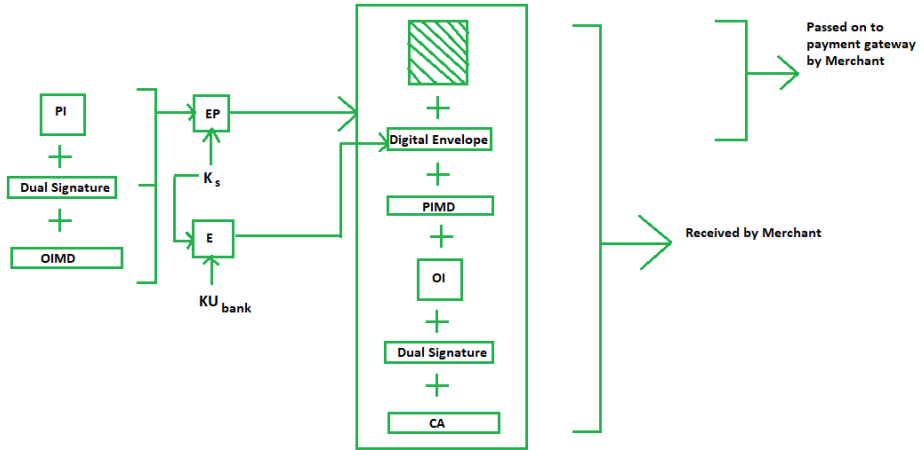 PI
Dual Signature
OIMD
EP
K s
E
KU bank
Digital Envelope
PIMD
OI
Dual Signature
CA
Passed on to
payment gateway
by Merchant
Received by Merchant